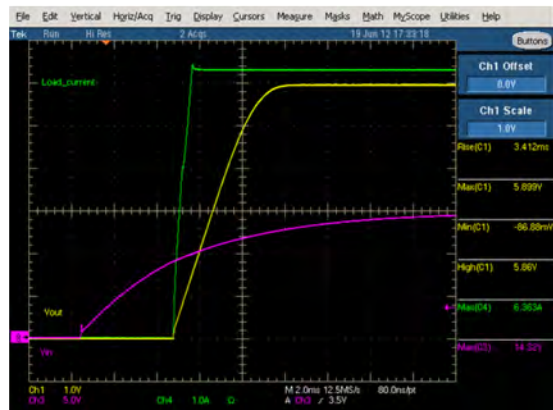 File Edit Vertical Horiz/Acq Trig Display Cursors Measure Masks Math MyScope Utilities Help
Tek Run Hi Res 2 Acqs 19 Jun 12 17:33:18 Buttons
Load_current
Ch1 Offset
0.0V
Ch1 Scale
1.0V
Rise(C1) 3.412ms
Max(C1) 5.899V
Min(C1) -86.88mV
High(C1) 5.86V
Max(C4) 6.363A
Max(C3) 14.32V
Vout
Vin
Ch1 1.0V M 2.0ms 12.5MS/s 80.0ns/pt
Ch3 5.0V Ch4 1.0A Ω A Ch3 / 3.5V